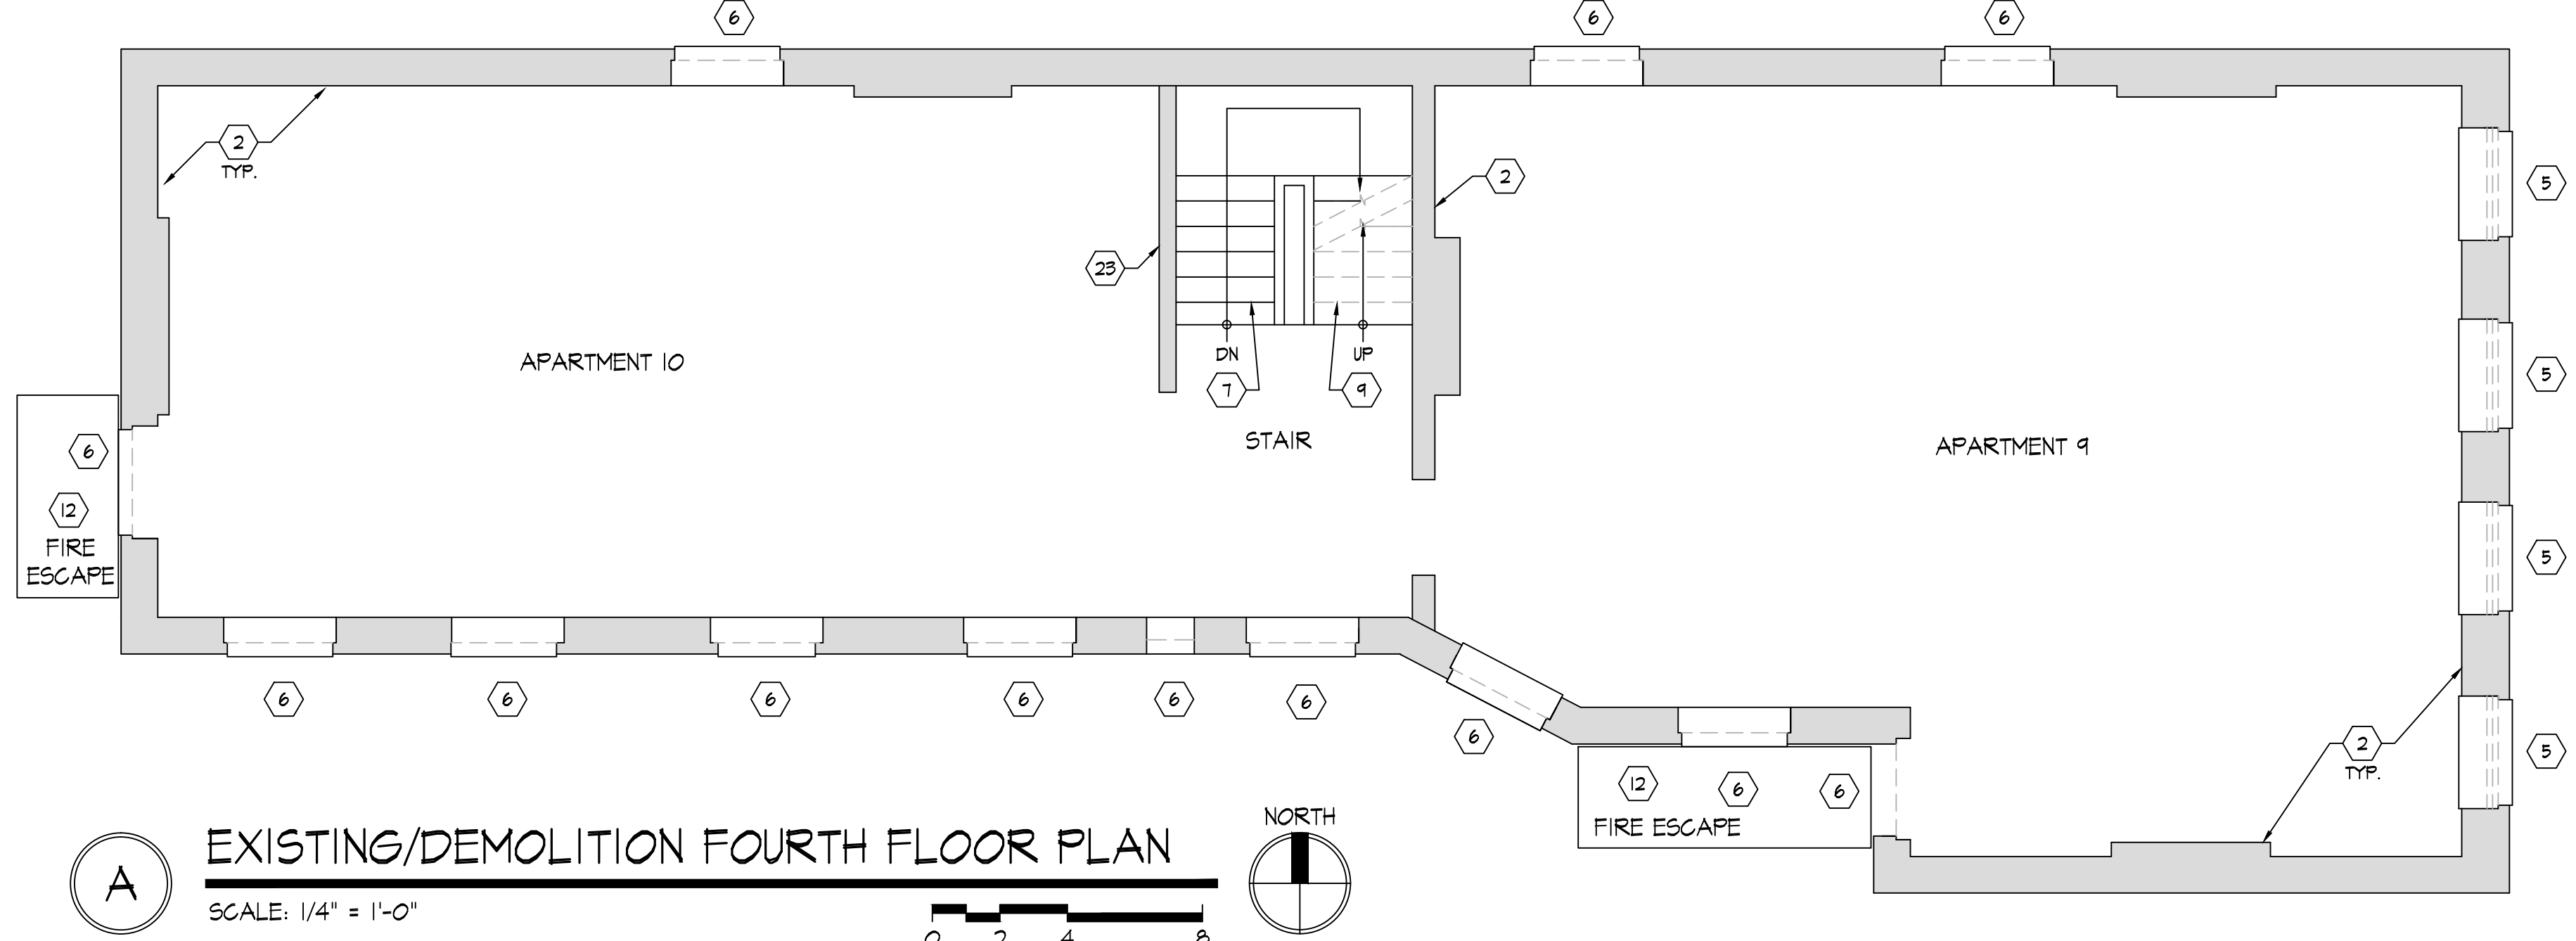 6 6 6
2
TYP.
2
5
23
APARTMENT 10
DN UP
7 9
5
STAIR
APARTMENT 9
6
12
FIRE
ESCAPE
5
6 6 6 6 6 6
6
2
TYP.
5
12 6 6
FIRE ESCAPE
A
EXISTING/DEMOLITION FOURTH FLOOR PLAN
SCALE: 1/4" = 1'-0"
0 2 4 8
NORTH